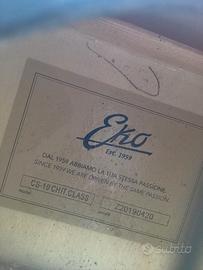 Eko
Est. 1959
DAL 1959 ABBIAMO LA TUA STESSA PASSIONE.
SINCE 1959 WE ARE DRIVEN BY THE SAME PASSION.
CS-10 CHIT.CLASS
Z20190420
subito